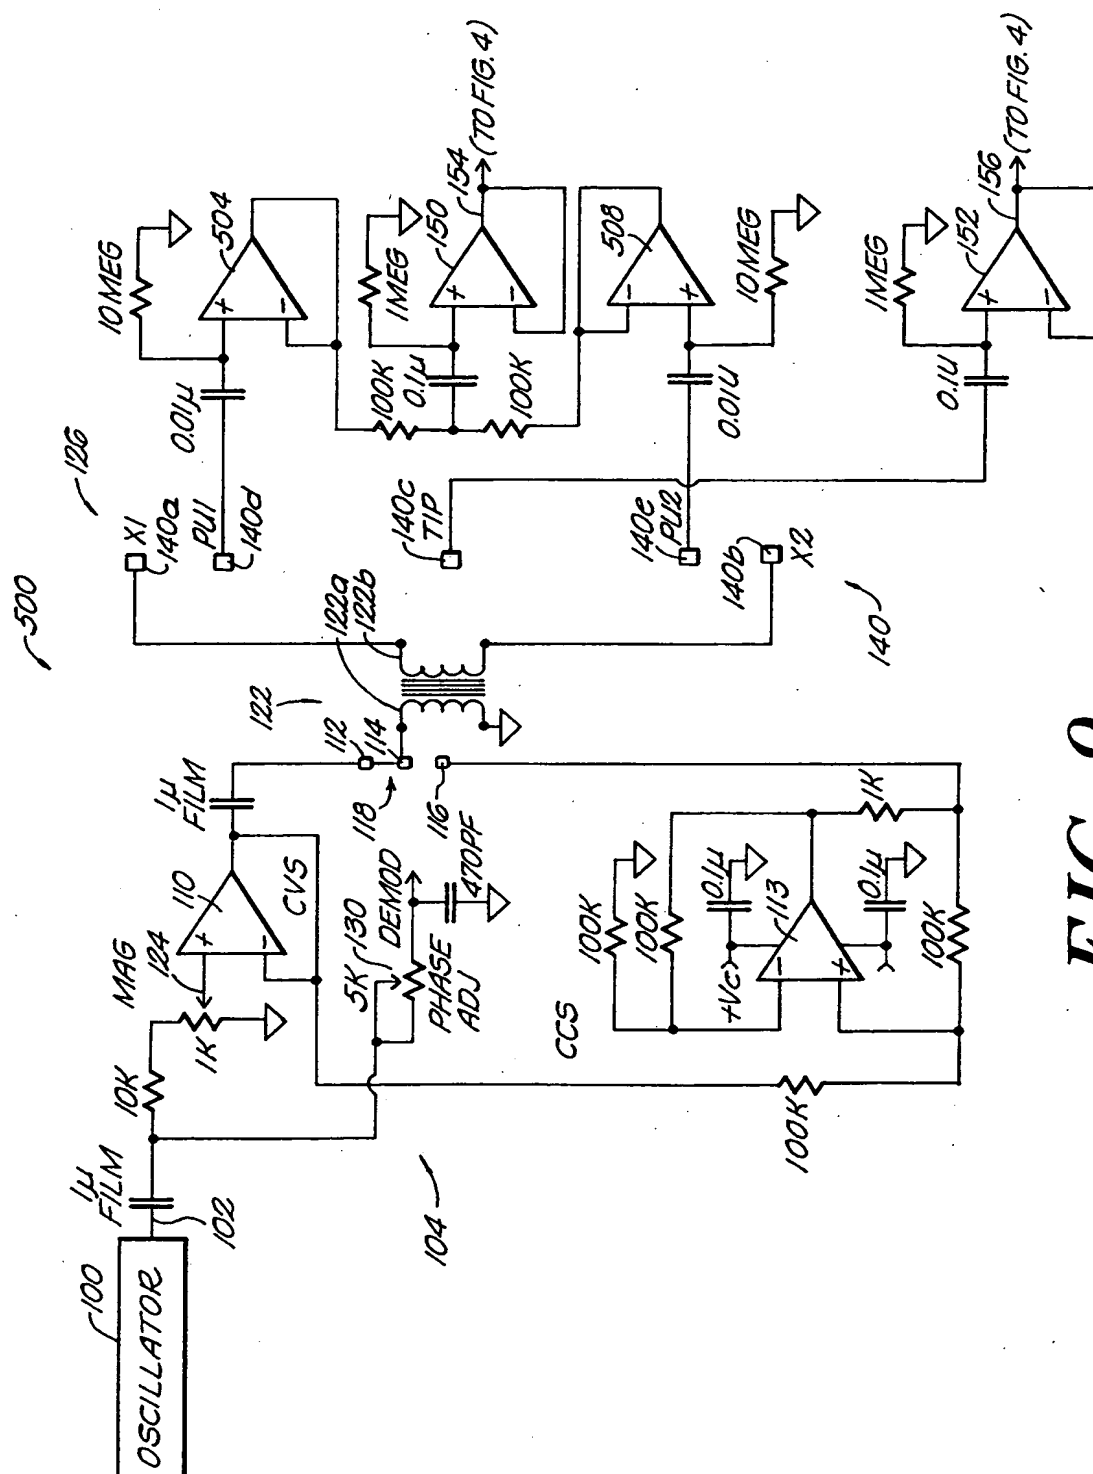 500
126
100
OSCILLATOR
102
1µ
FILM
10K
1K
MAG
124
110
CVS
1µ
FILM
104
5K
130
DEMOD
PHASE
ADJ
470PF
112
114
116
118
122
122a
122b
CCS
100K
100K
100K
100K
+Vc
0.1µ
113
0.1µ
1K
X1
140a
PU1
140d
140c
TIP
140e
PU2
140b
X2
140
0.01µ
10 MEG
504
100K
0.1µ
100K
1MEG
150
154
(TO FIG. 4)
508
0.01U
10 MEG
0.1U
1MEG
152
156
(TO FIG. 4)